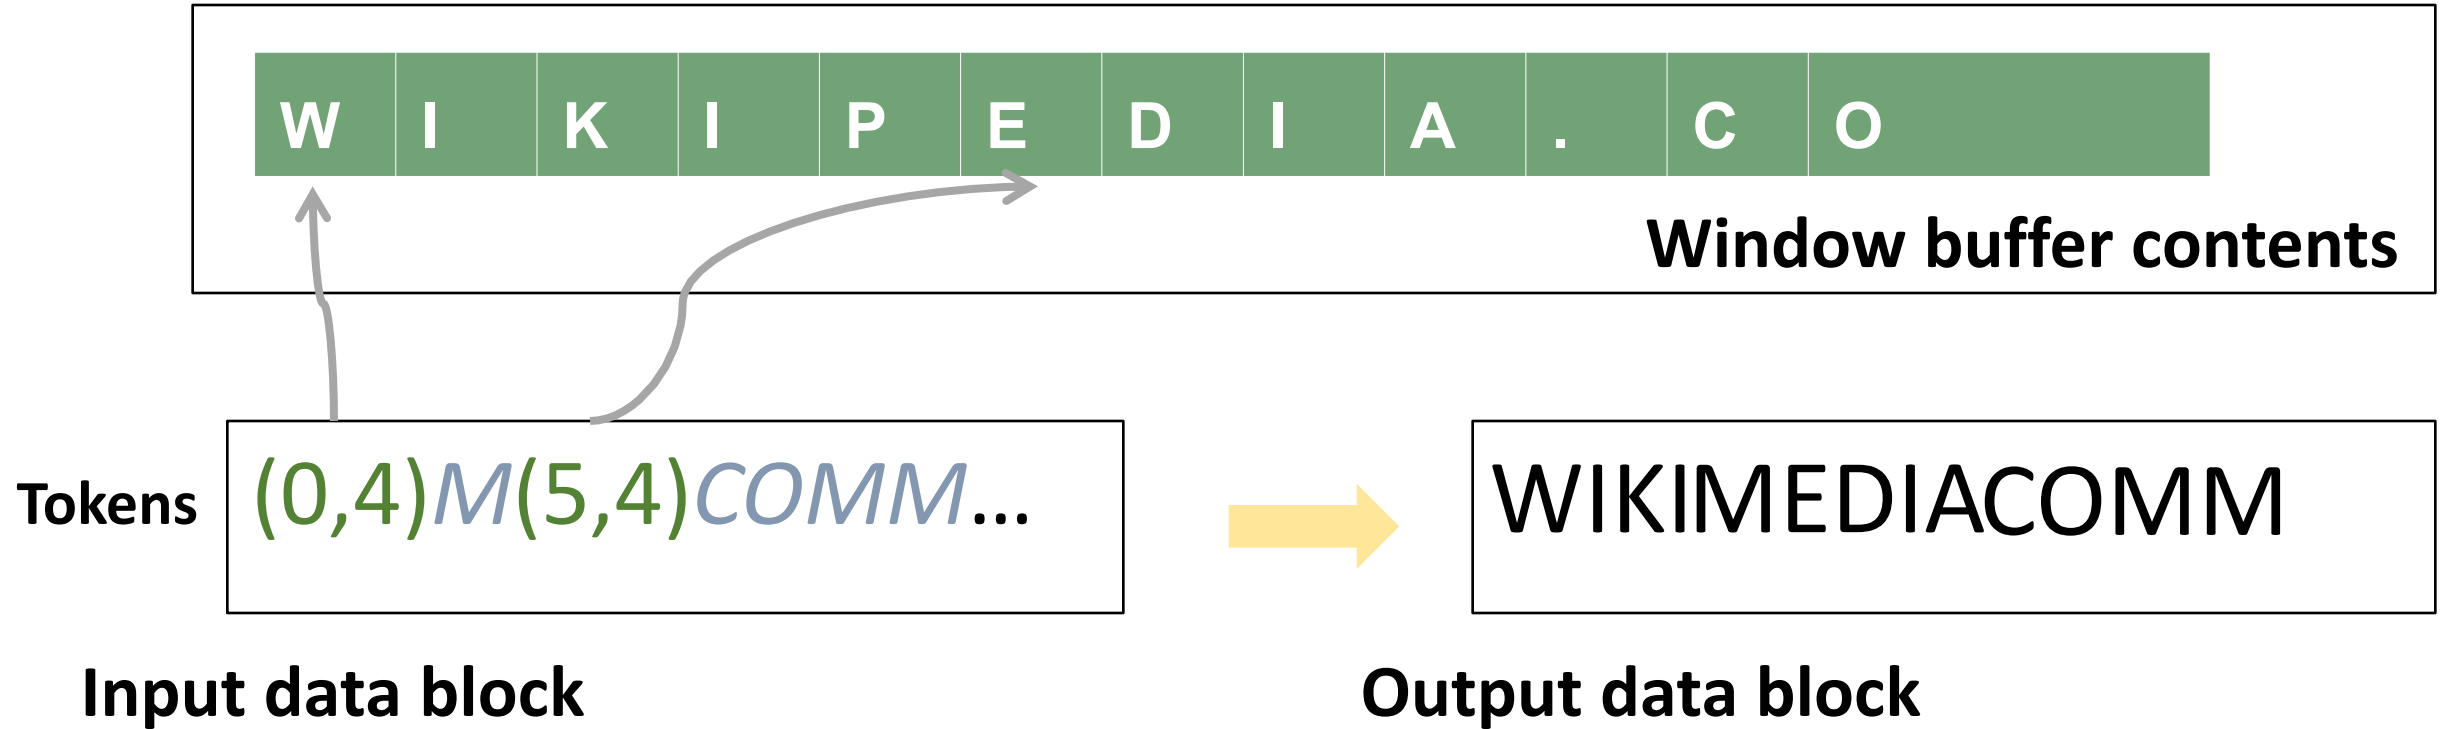 W I K I P E D I A . C O
Window buffer contents
Tokens
(0,4)M(5,4)COMM...
WIKIMEDIACOMM
Input data block
Output data block